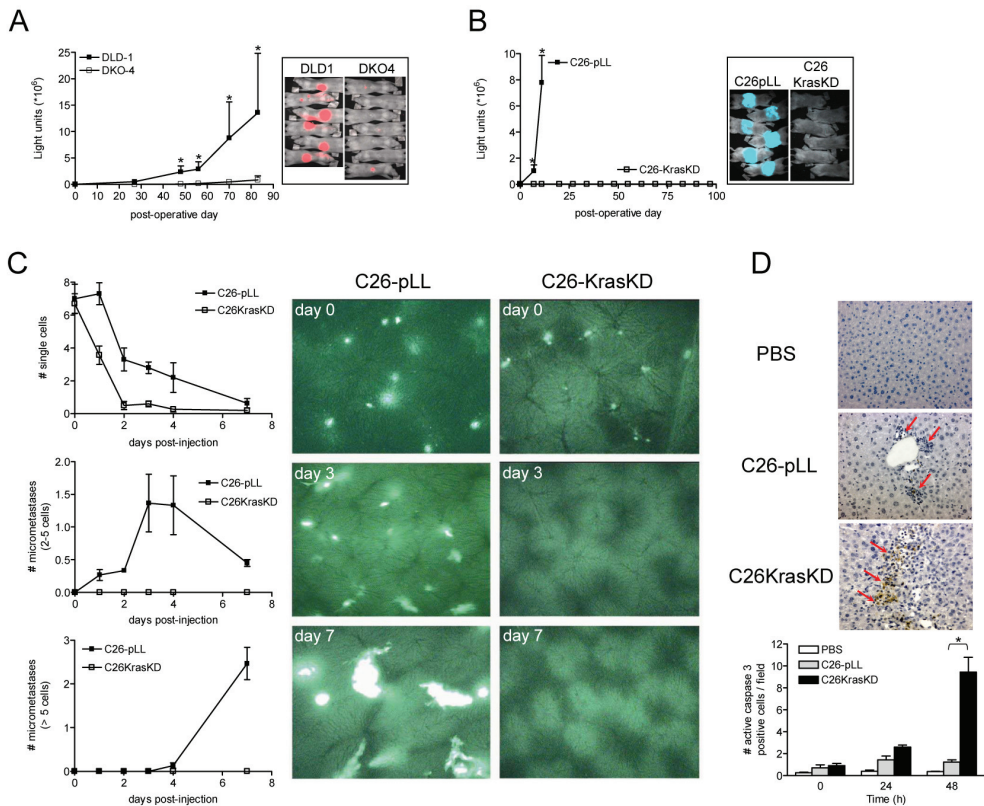 A
DLD-1
DKO-4
Light units (*10⁶)
25
20
15
10
5
0
0 10 20 30 40 50 60 70 80 90
post-operative day
* * * *
DLD1 DKO4
B
C26-pLL
C26-KrasKD
Light units (*10⁶)
10
8
6
4
2
0
0 25 50 75 100
post-operative day
* *
C26pLL C26 KrasKD
C
C26-pLL
C26KrasKD
# single cells
8
6
4
2
0
0 2 4 6 8
days post-injection
C26-pLL
C26KrasKD
# micrometastases
(2-5 cells)
2.0
1.5
1.0
0.5
0
0 2 4 6 8
days post-injection
C26-pLL
C26KrasKD
# micrometastases
(> 5 cells)
3
2
1
0
0 2 4 6 8
days post-injection
C26-pLL C26-KrasKD
day 0 day 0
day 3 day 3
day 7 day 7
D
PBS
C26-pLL
C26KrasKD
PBS
C26-pLL
C26KrasKD
*
# active caspase 3
positive cells / field
12
10
8
6
4
2
0
0 24 48
Time (h)